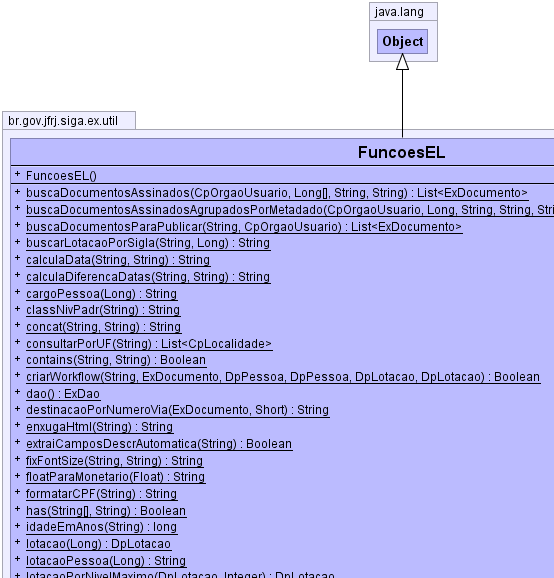 java.lang
Object
br.gov.jfrj.siga.ex.util
FuncoesEL
+ FuncoesEL()
+ buscaDocumentosAssinados(CpOrgaoUsuario, Long[], String, String) : List<ExDocumento>
+ buscaDocumentosAssinadosAgrupadosPorMetadado(CpOrgaoUsuario, Long, String, String, Stri
+ buscaDocumentosParaPublicar(String, CpOrgaoUsuario) : List<ExDocumento>
+ buscarLotacaoPorSigla(String, Long) : String
+ calculaData(String, String) : String
+ calculaDiferencaDatas(String, String) : String
+ cargoPessoa(Long) : String
+ classNivPadr(String) : String
+ concat(String, String) : String
+ consultarPorUF(String) : List<CpLocalidade>
+ contains(String, String) : Boolean
+ criarWorkflow(String, ExDocumento, DpPessoa, DpPessoa, DpLotacao, DpLotacao) : Boolean
+ dao() : ExDao
+ destinacaoPorNumeroVia(ExDocumento, Short) : String
+ enxugaHtml(String) : String
+ extraiCamposDescrAutomatica(String) : Boolean
+ fixFontSize(String, String) : String
+ floatParaMonetario(Float) : String
+ formatarCPF(String) : String
+ has(String[], String) : Boolean
+ idadeEmAnos(String) : long
+ lotacao(Long) : DpLotacao
+ lotacaoPessoa(Long) : String
+ lotacaoPorNivelMaximo(DpLotacao, Integer) : DpLotacao